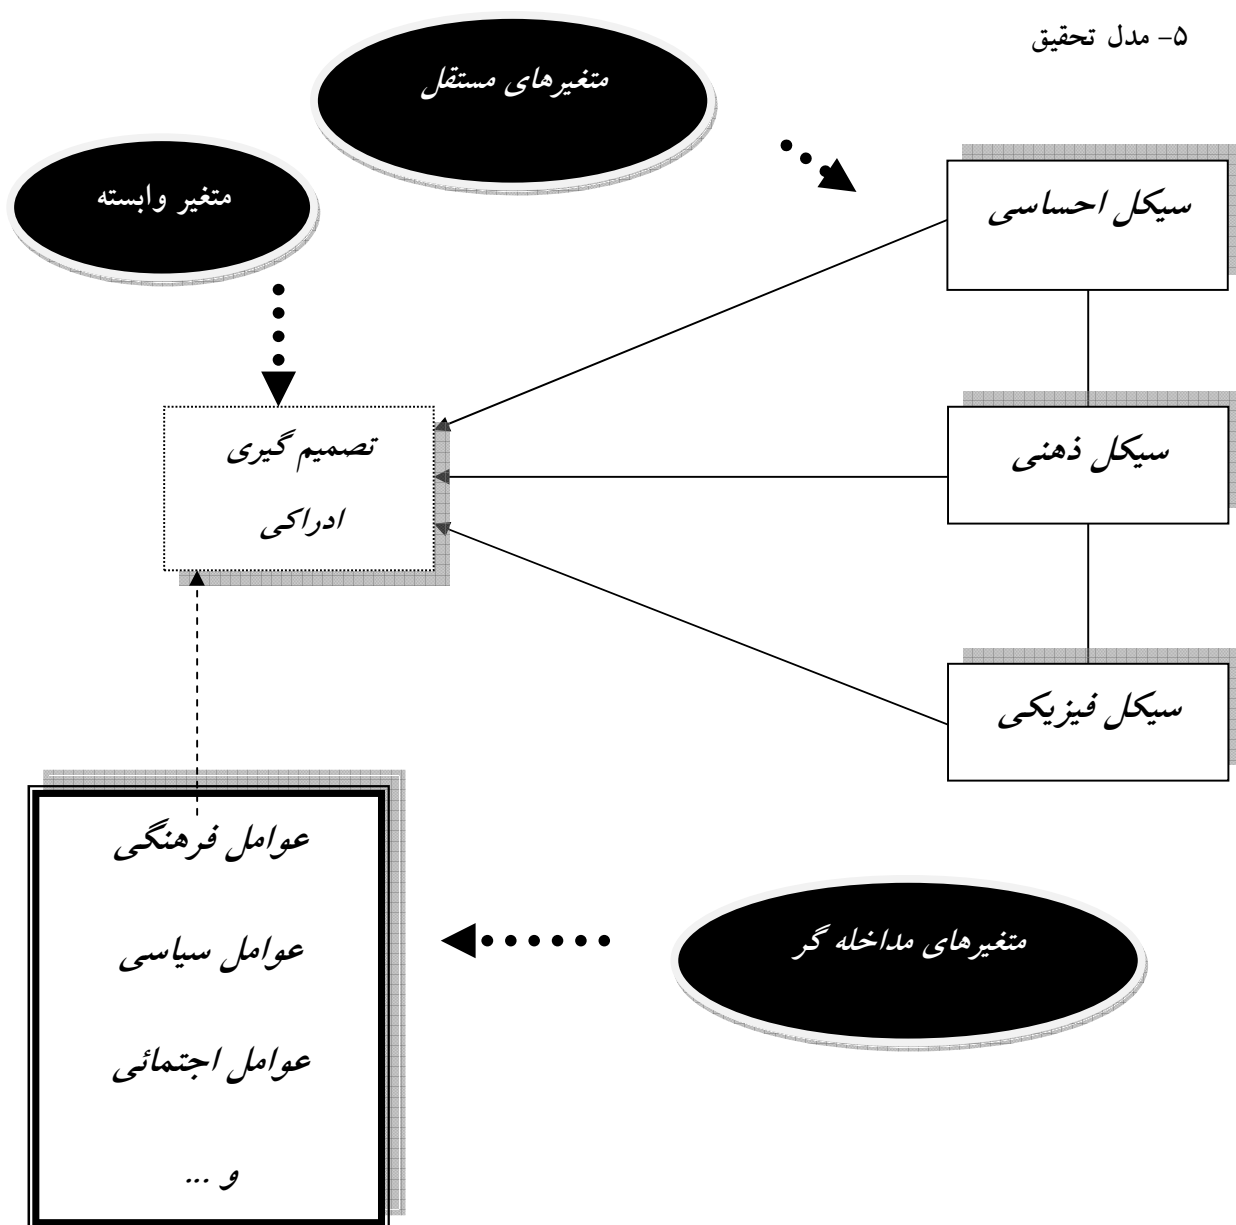 ۵- مدل تحقیق
متغیرهای مستقل
متغیر وابسته
سیکل احساسی
سیکل ذهنی
تصمیم گیری
ادراکی
سیکل فیزیکی
عوامل فرهنگی
عوامل سیاسی
عوامل اجتمائی
و ...
متغیرهای مداخله گر